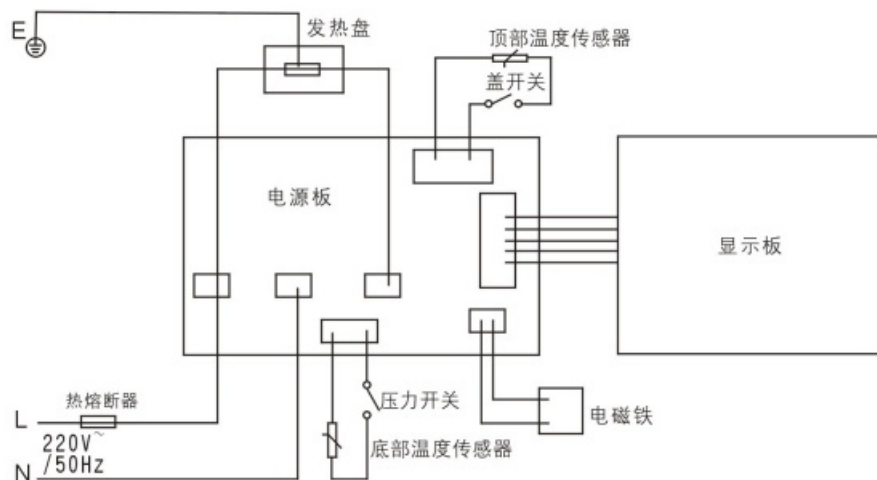 E
发热盘
顶部温度传感器
盖开关
电源板
显示板
热熔断器
L
220V~
/50Hz
N
压力开关
底部温度传感器
电磁铁